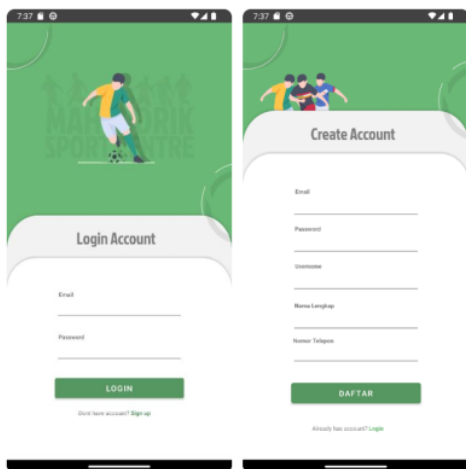 7:37
Login Account
Email
Password
LOGIN
Dont have account? Sign up
7:37
Create Account
Email
Password
Username
Nama Lengkap
Nomor Telepon
DAFTAR
Already has account? Login